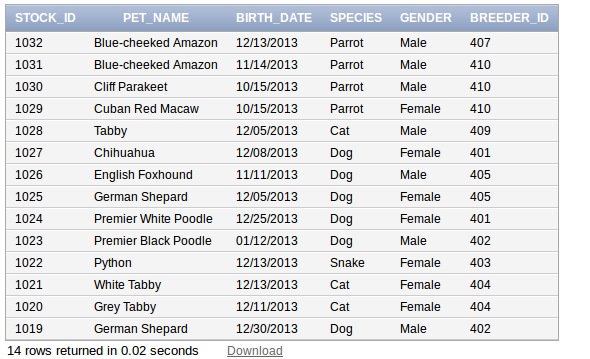 STOCK_ID PET_NAME BIRTH_DATE SPECIES GENDER BREEDER_ID
1032 Blue-cheeked Amazon 12/13/2013 Parrot Male 407
1031 Blue-cheeked Amazon 11/14/2013 Parrot Male 410
1030 Cliff Parakeet 10/15/2013 Parrot Male 410
1029 Cuban Red Macaw 10/15/2013 Parrot Female 410
1028 Tabby 12/05/2013 Cat Male 409
1027 Chihuahua 12/08/2013 Dog Female 401
1026 English Foxhound 11/11/2013 Dog Male 405
1025 German Shepard 12/05/2013 Dog Female 405
1024 Premier White Poodle 12/25/2013 Dog Female 401
1023 Premier Black Poodle 01/12/2013 Dog Male 402
1022 Python 12/13/2013 Snake Female 403
1021 White Tabby 12/13/2013 Cat Female 404
1020 Grey Tabby 12/11/2013 Cat Female 404
1019 German Shepard 12/30/2013 Dog Male 402
14 rows returned in 0.02 seconds Download